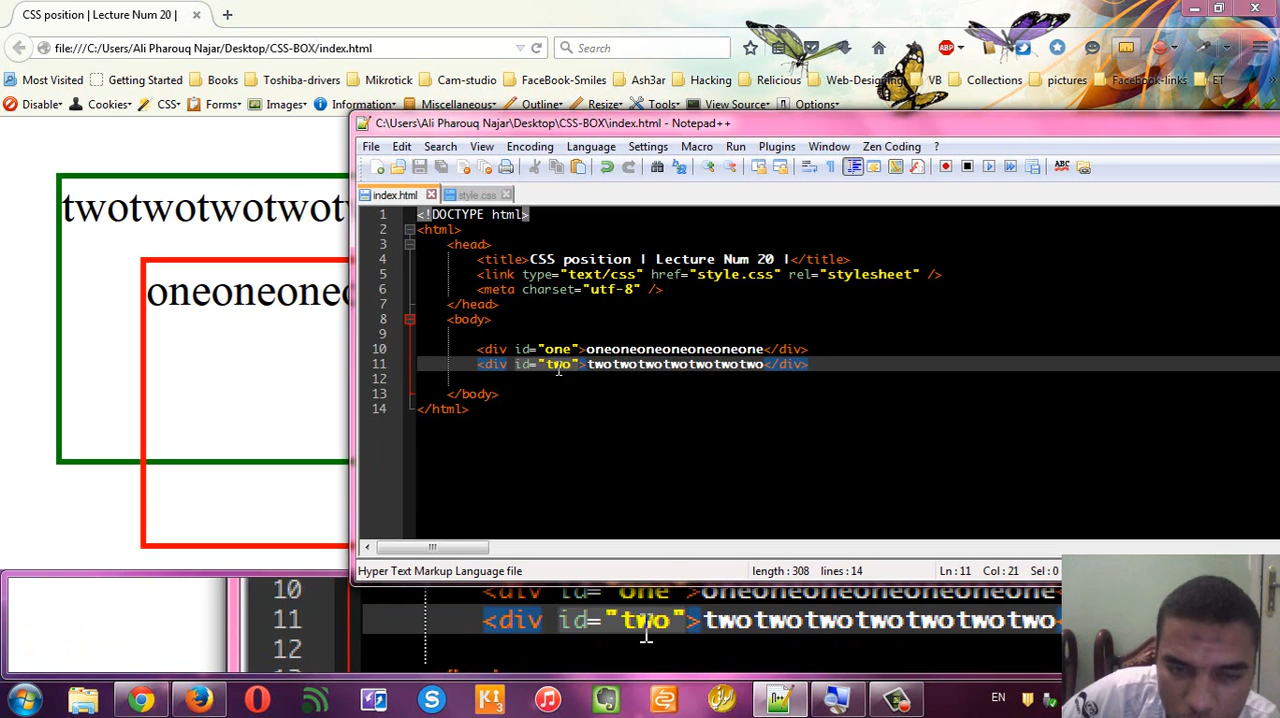 CSS position | Lecture Num 20 |
file:///C:/Users/Ali Pharouq Najar/Desktop/CSS-BOX/index.html
Search
ABP
Most Visited Getting Started Books Toshiba-drivers Mikrotick Cam-studio FaceBook-Smiles Ash3ar Hacking Relicious Web-Designing VB Collections pictures Facebook-links ET
Disable Cookies CSS Forms Images Information Miscellaneous Outline Resize Tools View Source Options
C:\Users\Ali Pharouq Najar\Desktop\CSS-BOX\index.html - Notepad++
File Edit Search View Encoding Language Settings Macro Run Plugins Window Zen Coding ?
index.html style.css
1 <!DOCTYPE html>
2 <html>
3 <head>
4 <title>CSS position | Lecture Num 20 |</title>
5 <link type="text/css" href="style.css" rel="stylesheet" />
6 <meta charset="utf-8" />
7 </head>
8 <body>
9
10 <div id="one">oneoneoneoneoneoneone</div>
11 <div id="two">twotwotwotwotwotwotwo</div>
12
13 </body>
14 </html>
twotwotwotwot
oneoneoneo
Hyper Text Markup Language file length : 308 lines : 14 Ln : 11 Col : 21 Sel : 0
10 <div id="one">oneoneoneoneoneoneone
11 <div id="two">twotwotwotwotwotwotwo
12
EN